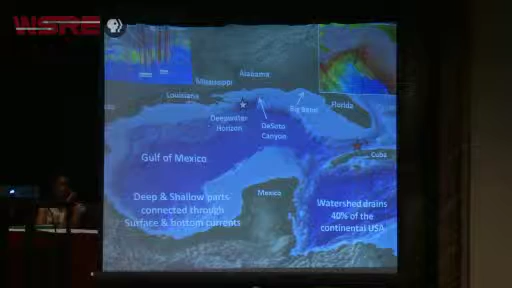 WSRE
PBS
Alabama
Mississippi
Louisiana
Big Bend
Florida
Deepwater
Horizon
DeSoto
Canyon
Gulf of Mexico
Cuba
Mexico
Deep & Shallow parts
connected through
Surface & bottom currents
Watershed drains
40% of the
continental USA